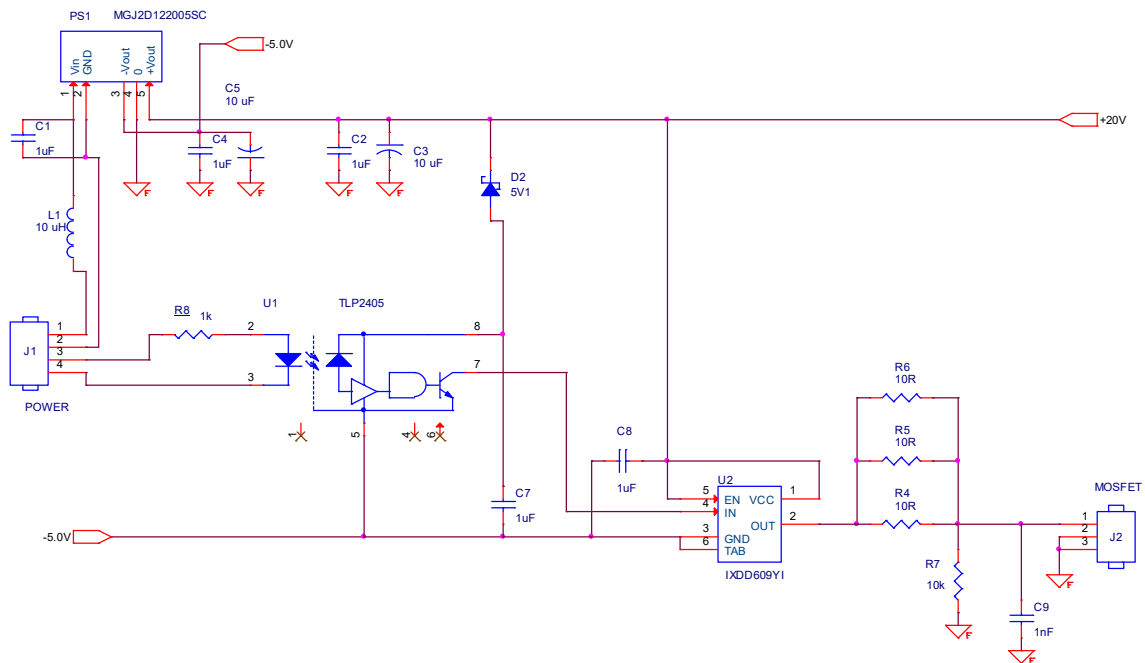 PS1 MGJ2D122005SC
-5.0V
Vin
GND
-Vout
0
+Vout
1
2
3
4
5
C5
10 uF
C1
1uF
C4
1uF
C2
1uF
C3
10 uF
+20V
D2
5V1
L1
10 uH
R8 1k
U1
TLP2405
J1
1
2
3
4
POWER
2
3
8
7
1
5
4
6
C8
1uF
C7
1uF
-5.0V
U2
5 EN
4 IN
3 GND
6 TAB
VCC 1
OUT 2
IXDD609YI
R6
10R
R5
10R
R4
10R
R7
10k
C9
1nF
MOSFET
1
2
3
J2
F
F
F
F
F
F
F
F